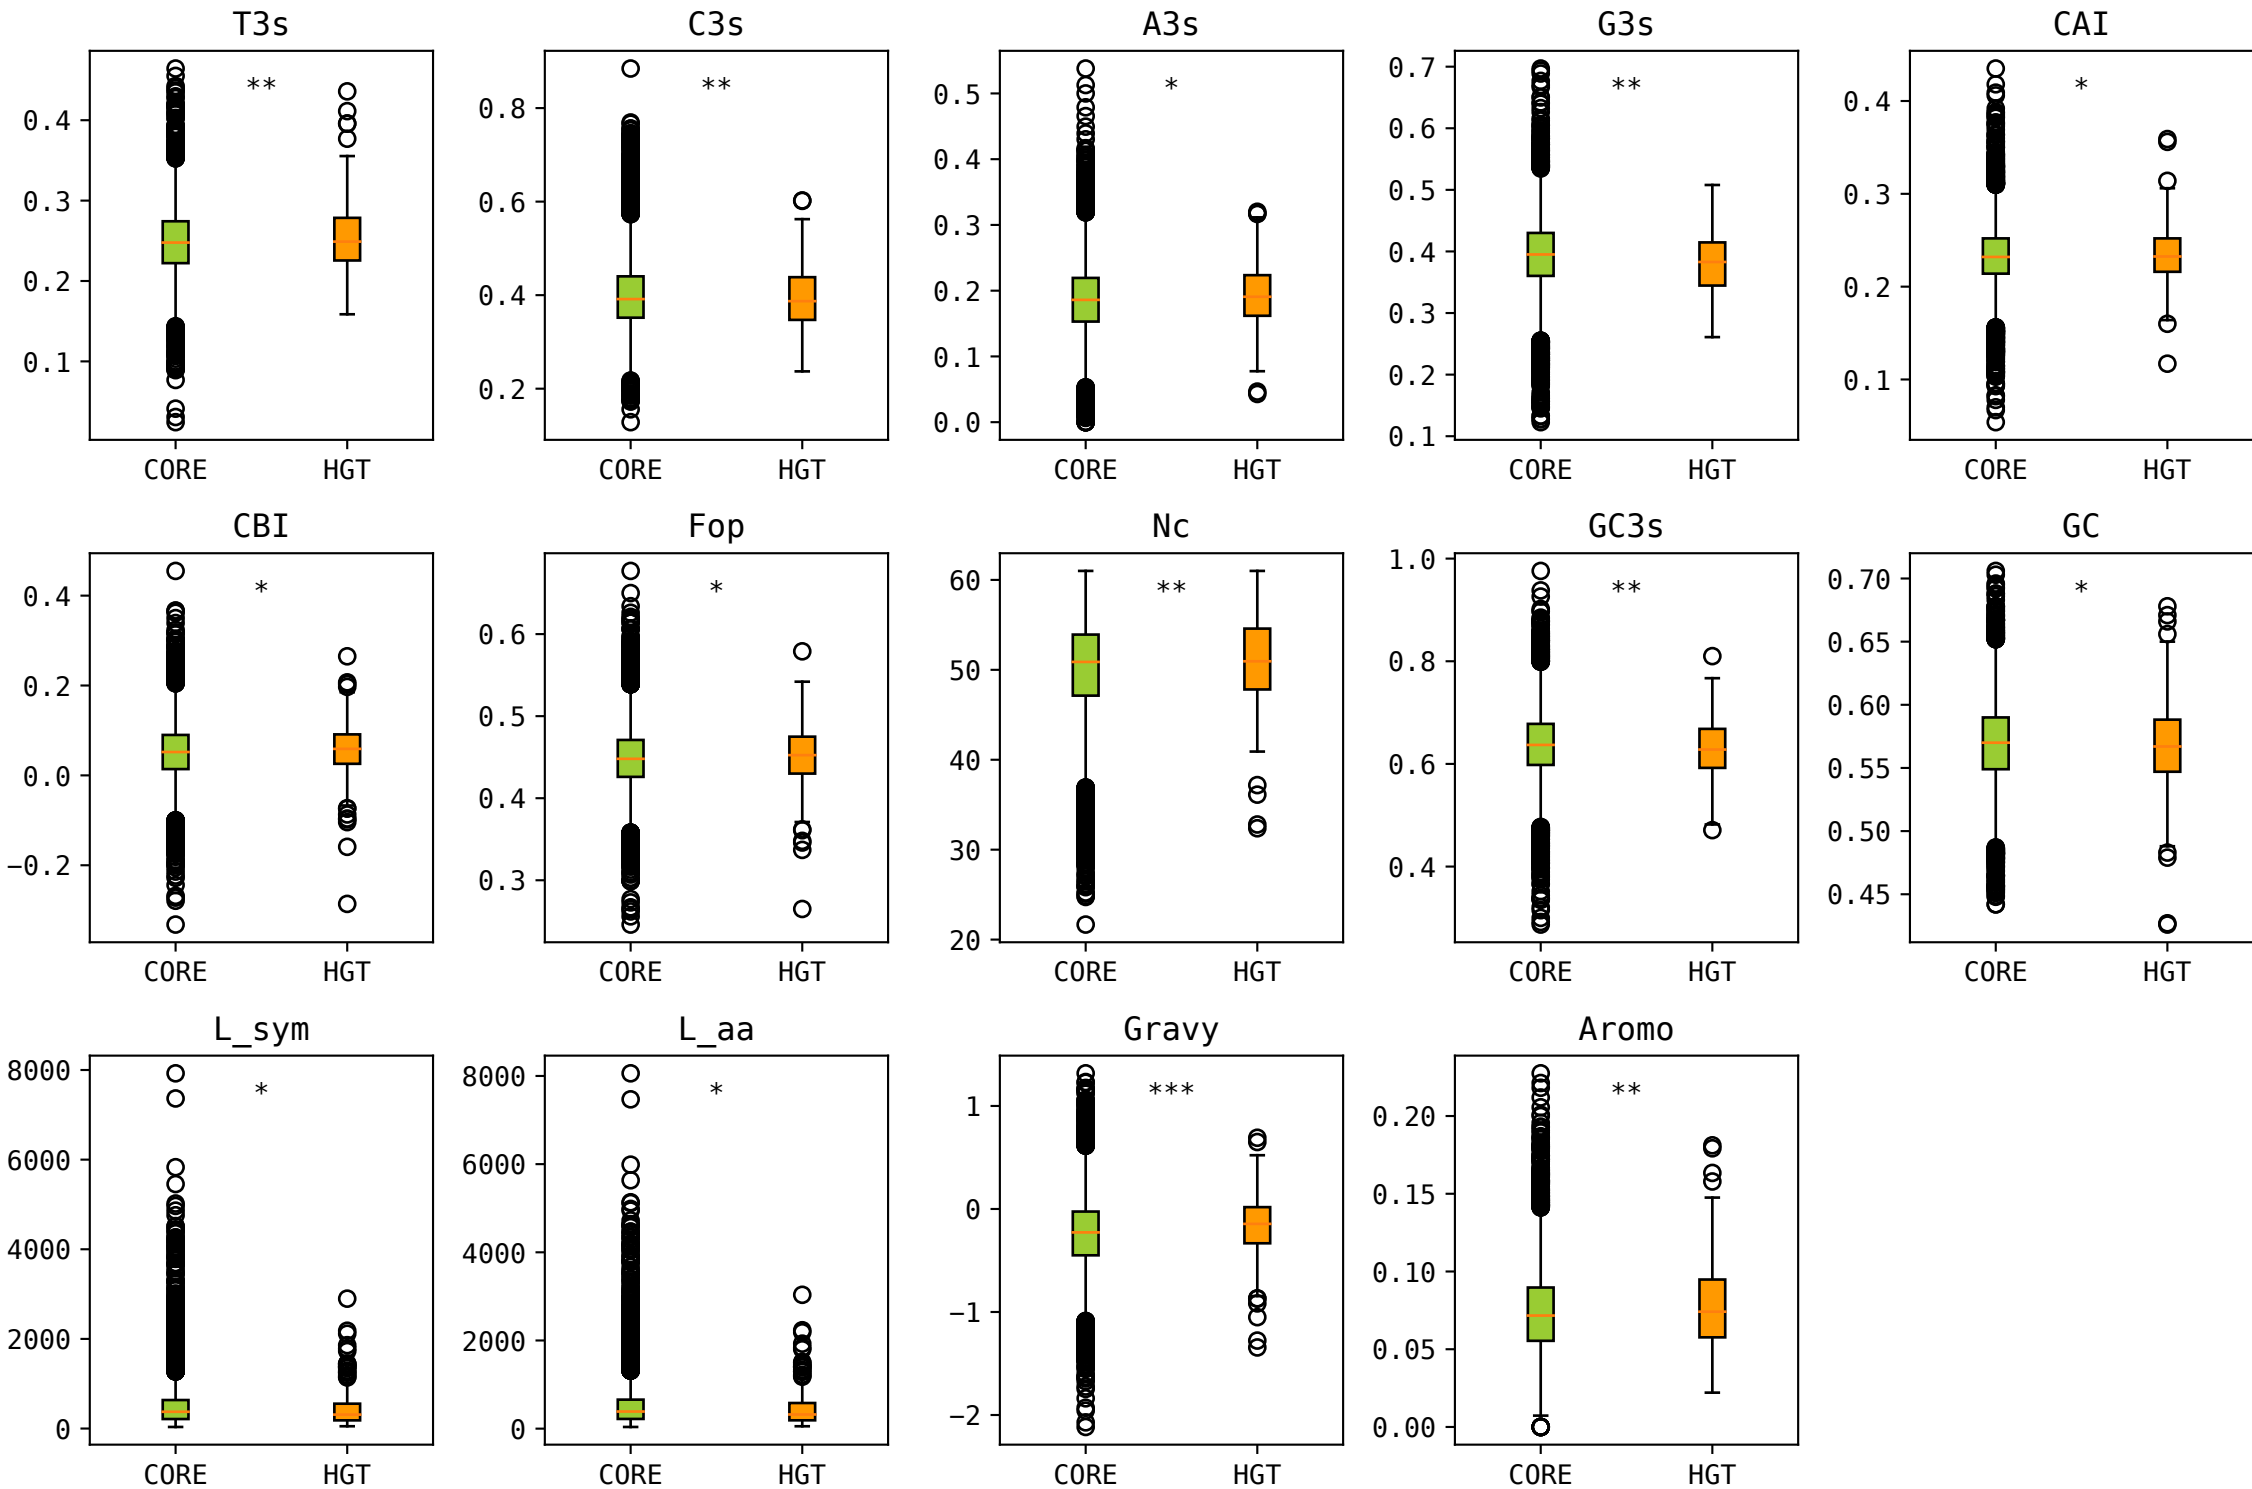 T3s C3s A3s G3s CAI
** ** * ** *
0.4 0.3 0.2 0.1
0.8 0.6 0.4 0.2
0.5 0.4 0.3 0.2 0.1 0.0
0.7 0.6 0.5 0.4 0.3 0.2 0.1
0.4 0.3 0.2 0.1
CORE HGT CORE HGT CORE HGT CORE HGT CORE HGT
CBI Fop Nc GC3s GC
* * ** ** *
0.4 0.2 0.0 −0.2
0.6 0.5 0.4 0.3
60 50 40 30 20
1.0 0.8 0.6 0.4
0.70 0.65 0.60 0.55 0.50 0.45
CORE HGT CORE HGT CORE HGT CORE HGT CORE HGT
L_sym L_aa Gravy Aromo
* * *** **
8000 6000 4000 2000 0
8000 6000 4000 2000 0
1 0 −1 −2
0.20 0.15 0.10 0.05 0.00
CORE HGT CORE HGT CORE HGT CORE HGT